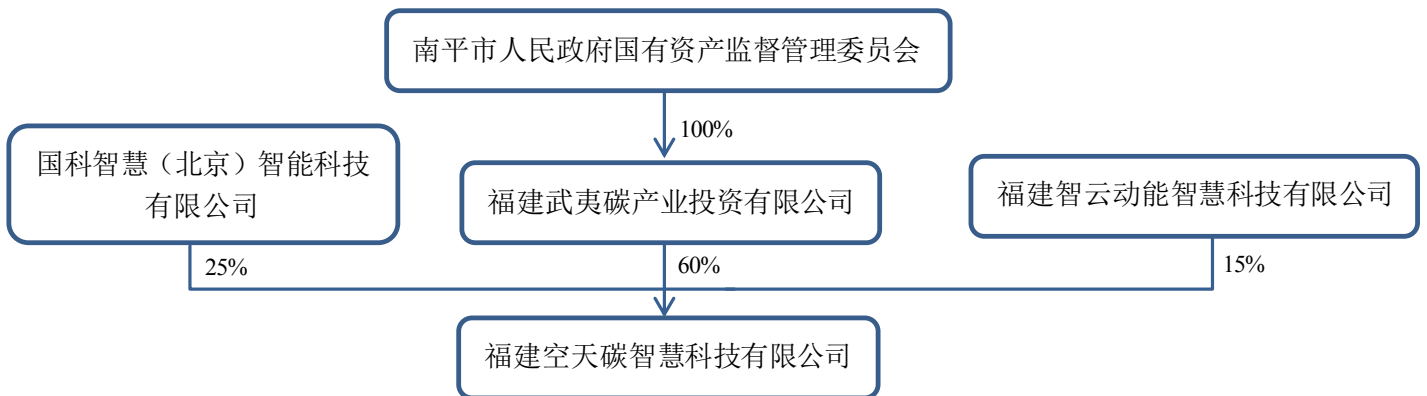 南平市人民政府国有资产监督管理委员会
100%
国科智慧（北京）智能科技
有限公司
福建武夷碳产业投资有限公司
福建智云动能智慧科技有限公司
25%
60%
15%
福建空天碳智慧科技有限公司